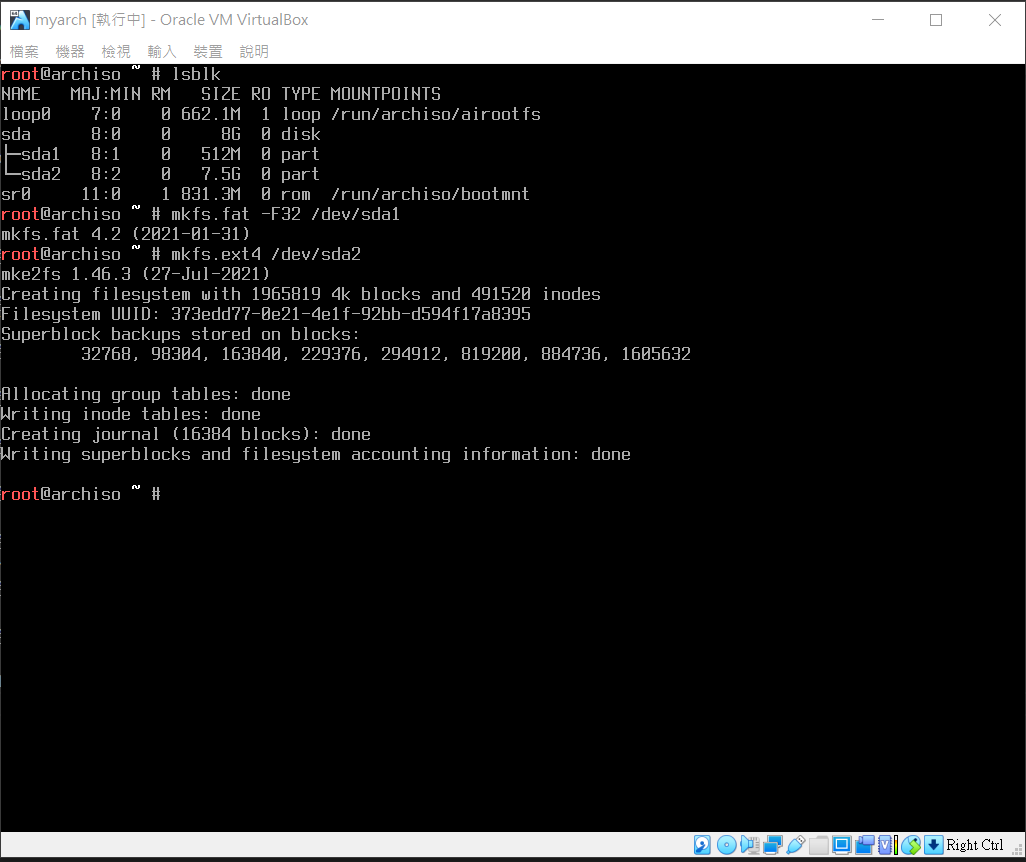 myarch [執行中] - Oracle VM VirtualBox
檔案 機器 檢視 輸入 裝置 說明
root@archiso ~ # lsblk
NAME   MAJ:MIN RM   SIZE RO TYPE MOUNTPOINTS
loop0    7:0    0 662.1M  1 loop /run/archiso/airootfs
sda      8:0    0     8G  0 disk
├─sda1   8:1    0   512M  0 part
└─sda2   8:2    0   7.5G  0 part
sr0     11:0    1 831.3M  0 rom  /run/archiso/bootmnt
root@archiso ~ # mkfs.fat -F32 /dev/sda1
mkfs.fat 4.2 (2021-01-31)
root@archiso ~ # mkfs.ext4 /dev/sda2
mke2fs 1.46.3 (27-Jul-2021)
Creating filesystem with 1965819 4k blocks and 491520 inodes
Filesystem UUID: 373edd77-0e21-4e1f-92bb-d594f17a8395
Superblock backups stored on blocks:
        32768, 98304, 163840, 229376, 294912, 819200, 884736, 1605632
Allocating group tables: done
Writing inode tables: done
Creating journal (16384 blocks): done
Writing superblocks and filesystem accounting information: done
root@archiso ~ #
Right Ctrl